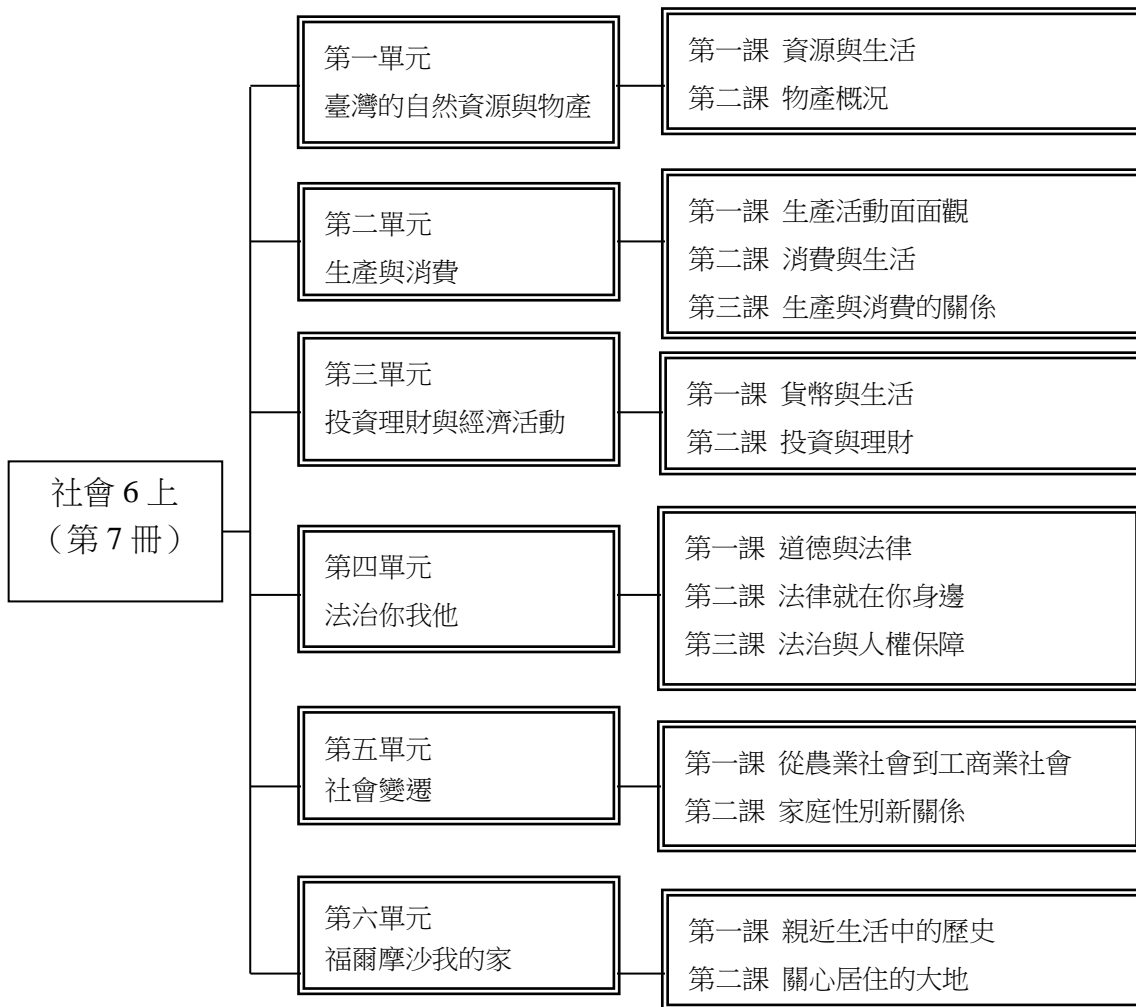 社會 6 上
（第 7 冊）
第一單元
臺灣的自然資源與物產
第一課 資源與生活
第二課 物產概況
第二單元
生產與消費
第一課 生產活動面面觀
第二課 消費與生活
第三課 生產與消費的關係
第三單元
投資理財與經濟活動
第一課 貨幣與生活
第二課 投資與理財
第四單元
法治你我他
第一課 道德與法律
第二課 法律就在你身邊
第三課 法治與人權保障
第五單元
社會變遷
第一課 從農業社會到工商業社會
第二課 家庭性別新關係
第六單元
福爾摩沙我的家
第一課 親近生活中的歷史
第二課 關心居住的大地